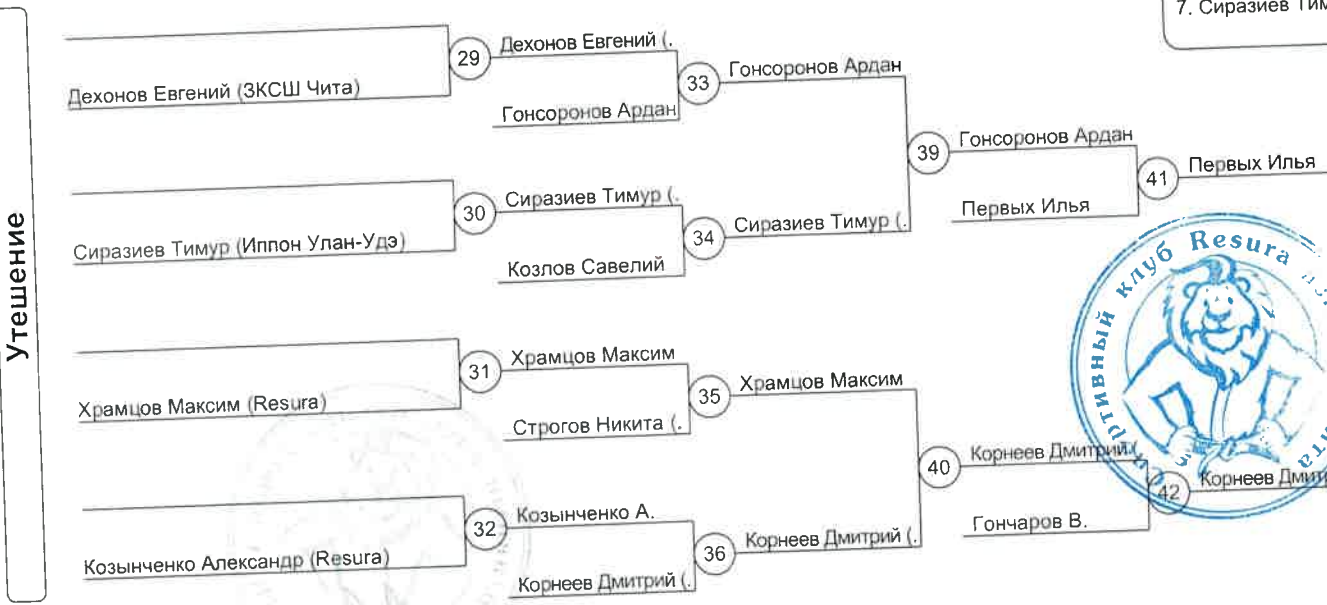 7. Сиразиев Тим
Утешение
29
Дехонов Евгений (ЗКСШ Чита)
Дехонов Евгений (.
33
Гонсоронов Ардан
Гонсоронов Ардан
39
Гонсоронов Ардан
41
Первых Илья
Первых Илья
30
Сиразиев Тимур (Иппон Улан-Удэ)
Сиразиев Тимур (.
34
Сиразиев Тимур (.
Козлов Савелий
31
Храмцов Максим (Resura)
Храмцов Максим
35
Храмцов Максим
Строгов Никита (.
40
Корнеев Дмитрий (.
42
Корнеев Дмитр
Гончаров В.
32
Козынченко Александр (Resura)
Козынченко А.
36
Корнеев Дмитрий (.
Корнеев Дмитрий (.
ртивный клуб Resura